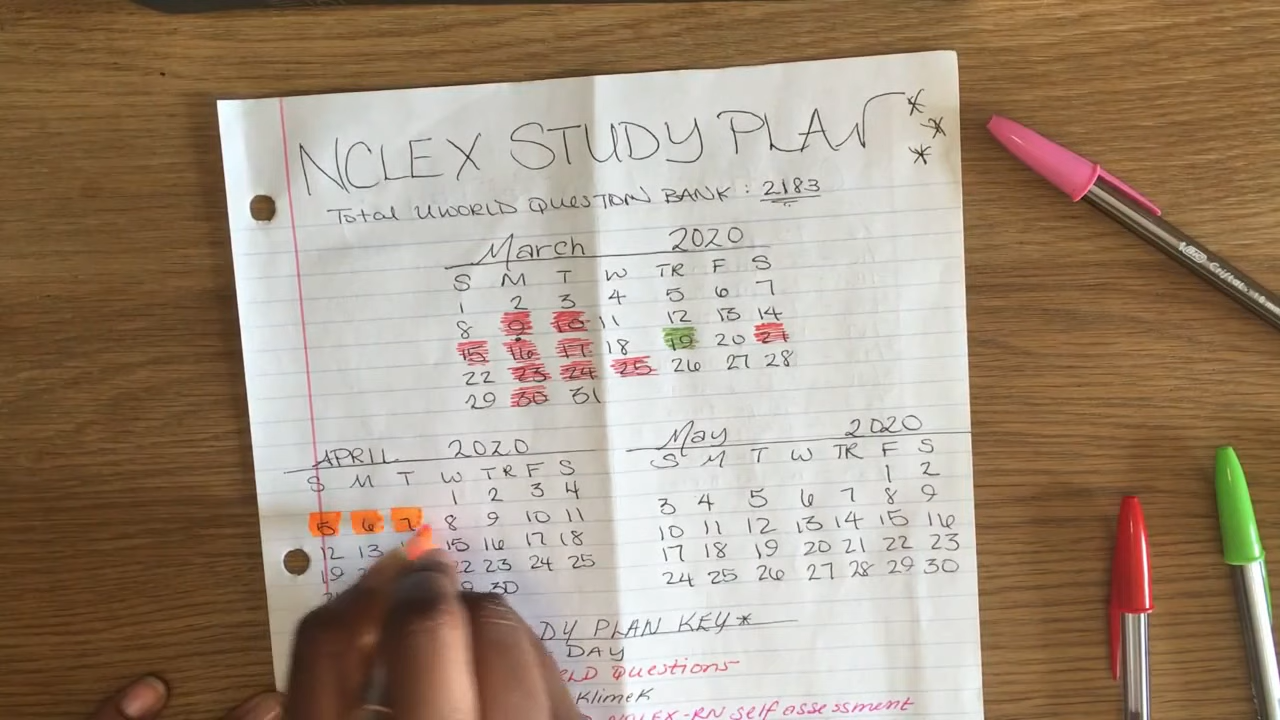 NCLEX STUDY PLAN ***
Total UWORLD QUESTION BANK : 2183
March 2020
S M T W TR F S
1 2 3 4 5 6 7
8 9 10 11 12 13 14
15 16 17 18 19 20 21
22 23 24 25 26 27 28
29 30 31
APRIL 2020
S M T W TR F S
1 2 3 4
5 6 7 8 9 10 11
12 13 15 16 17 18
19 22 23 24 25
30
May 2020
S M T W TR F S
1 2
3 4 5 6 7 8 9
10 11 12 13 14 15 16
17 18 19 20 21 22 23
24 25 26 27 28 29 30
DY PLAN KEY*
DAY
RLD Questions
Klimek
NCLEX-RN self assessment
Cristal